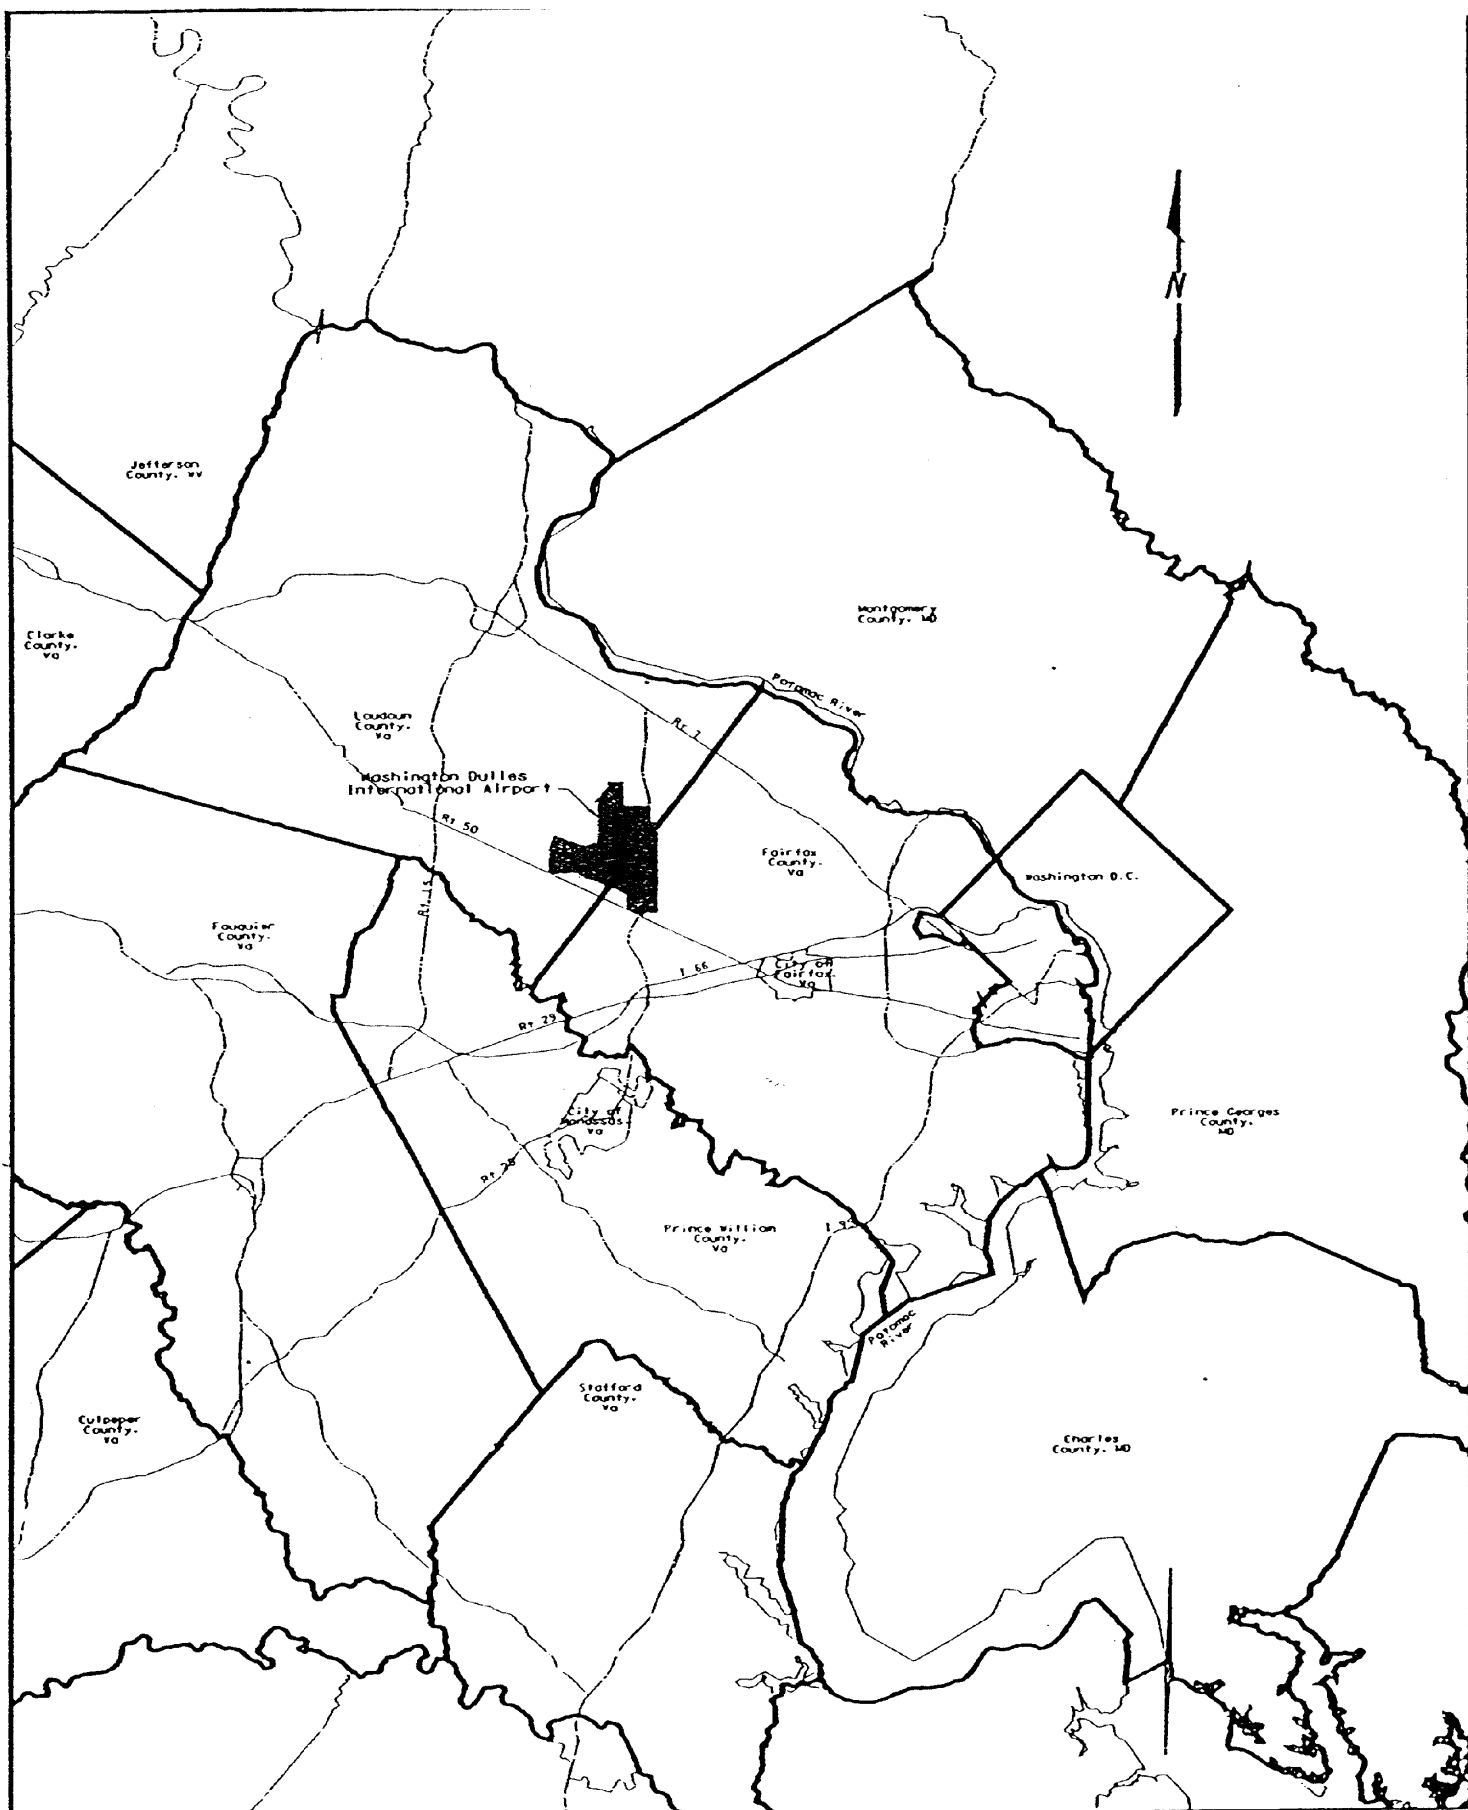 N
Jefferson
County, WV
Montgomery
County, MD
Clarke
County,
Va
Potomac River
Loudoun
County,
Va
Rt 7
Washington Dulles
International Airport
Rt 50
Fairfax
County,
Va
Washington D.C.
Rt 15
Fauquier
County,
Va
I 66
City of
Fairfax,
Va
Rt 29
City of
Manassas,
Va
Prince Georges
County,
MD
Rt 28
Prince William
County,
Va
I 95
Potomac
River
Stafford
County,
Va
Culpeper
County,
Va
Charles
County, MD